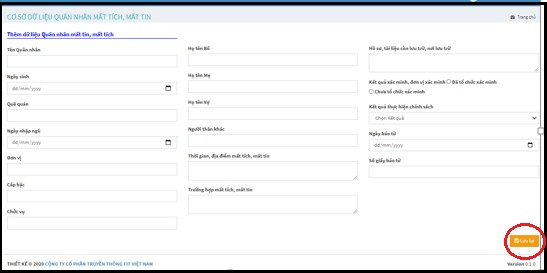 CƠ SỞ DỮ LIỆU QUÂN NHÂN MẤT TÍCH, MẤT TIN
Trang chủ
Thêm dữ liệu Quân nhân mất tin, mất tích
Tên Quân nhân
Ngày sinh
dd/mm/yyyy
Quê quán
Ngày nhập ngũ
dd/mm/yyyy
Đơn vị
Cấp bậc
Chức vụ
Họ tên Bố
Họ tên Mẹ
Họ tên Vợ
Người thân khác
Thời gian, địa điểm mất tích, mất tin
Trường hợp mất tích, mất tin
Hồ sơ, tài liệu còn lưu trữ, nơi lưu trữ
Kết quả xác minh, đơn vị xác minh Đã tổ chức xác minh
Chưa tổ chức xác minh
Kết quả thực hiện chính sách
Chọn kết quả
Ngày báo tử
dd/mm/yyyy
Số giấy báo tử
Lưu lại
THIẾT KẾ © 2020 CÔNG TY CỔ PHẦN TRUYỀN THÔNG FIT VIỆT NAM
Version 0.1.0